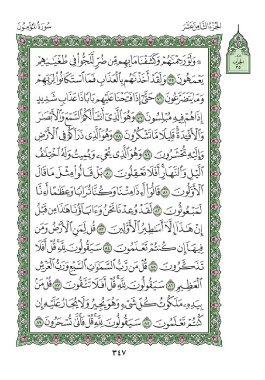 الجزء الثامن عشر
سورة المؤمنون
۞ وَلَوْ رَحِمْنَٰهُمْ وَكَشَفْنَا مَا بِهِم مِّن ضُرٍّ لَّلَجُّوا۟ فِى طُغْيَٰنِهِمْ
يَعْمَهُونَ ٧٥ وَلَقَدْ أَخَذْنَٰهُم بِٱلْعَذَابِ فَمَا ٱسْتَكَانُوا۟ لِرَبِّهِمْ
وَمَا يَتَضَرَّعُونَ ٧٦ حَتَّىٰٓ إِذَا فَتَحْنَا عَلَيْهِم بَابًا ذَا عَذَابٍ شَدِيدٍ
إِذَا هُمْ فِيهِ مُبْلِسُونَ ٧٧ وَهُوَ ٱلَّذِىٓ أَنشَأَ لَكُمُ ٱلسَّمْعَ وَٱلْأَبْصَٰرَ
وَٱلْأَفْـِٔدَةَ قَلِيلًا مَّا تَشْكُرُونَ ٧٨ وَهُوَ ٱلَّذِى ذَرَأَكُمْ فِى ٱلْأَرْضِ
وَإِلَيْهِ تُحْشَرُونَ ٧٩ وَهُوَ ٱلَّذِى يُحْىِۦ وَيُمِيتُ وَلَهُ ٱخْتِلَٰفُ
ٱلَّيْلِ وَٱلنَّهَارِ أَفَلَا تَعْقِلُونَ ٨٠ بَلْ قَالُوا۟ مِثْلَ مَا قَالَ
ٱلْأَوَّلُونَ ٨١ قَالُوٓا۟ أَءِذَا مِتْنَا وَكُنَّا تُرَابًا وَعِظَٰمًا أَءِنَّا
لَمَبْعُوثُونَ ٨٢ لَقَدْ وُعِدْنَا نَحْنُ وَءَابَآؤُنَا هَٰذَا مِن قَبْلُ
إِنْ هَٰذَآ إِلَّآ أَسَٰطِيرُ ٱلْأَوَّلِينَ ٨٣ قُل لِّمَنِ ٱلْأَرْضُ وَمَن
فِيهَآ إِن كُنتُمْ تَعْلَمُونَ ٨٤ سَيَقُولُونَ لِلَّهِ قُلْ أَفَلَا
تَذَكَّرُونَ ٨٥ قُلْ مَن رَّبُّ ٱلسَّمَٰوَٰتِ ٱلسَّبْعِ وَرَبُّ ٱلْعَرْشِ
ٱلْعَظِيمِ ٨٦ سَيَقُولُونَ لِلَّهِ قُلْ أَفَلَا تَتَّقُونَ ٨٧ قُلْ مَنۢ
بِيَدِهِۦ مَلَكُوتُ كُلِّ شَىْءٍ وَهُوَ يُجِيرُ وَلَا يُجَارُ عَلَيْهِ إِن
كُنتُمْ تَعْلَمُونَ ٨٨ سَيَقُولُونَ لِلَّهِ قُلْ فَأَنَّىٰ تُسْحَرُونَ ٨٩
٣٤٧